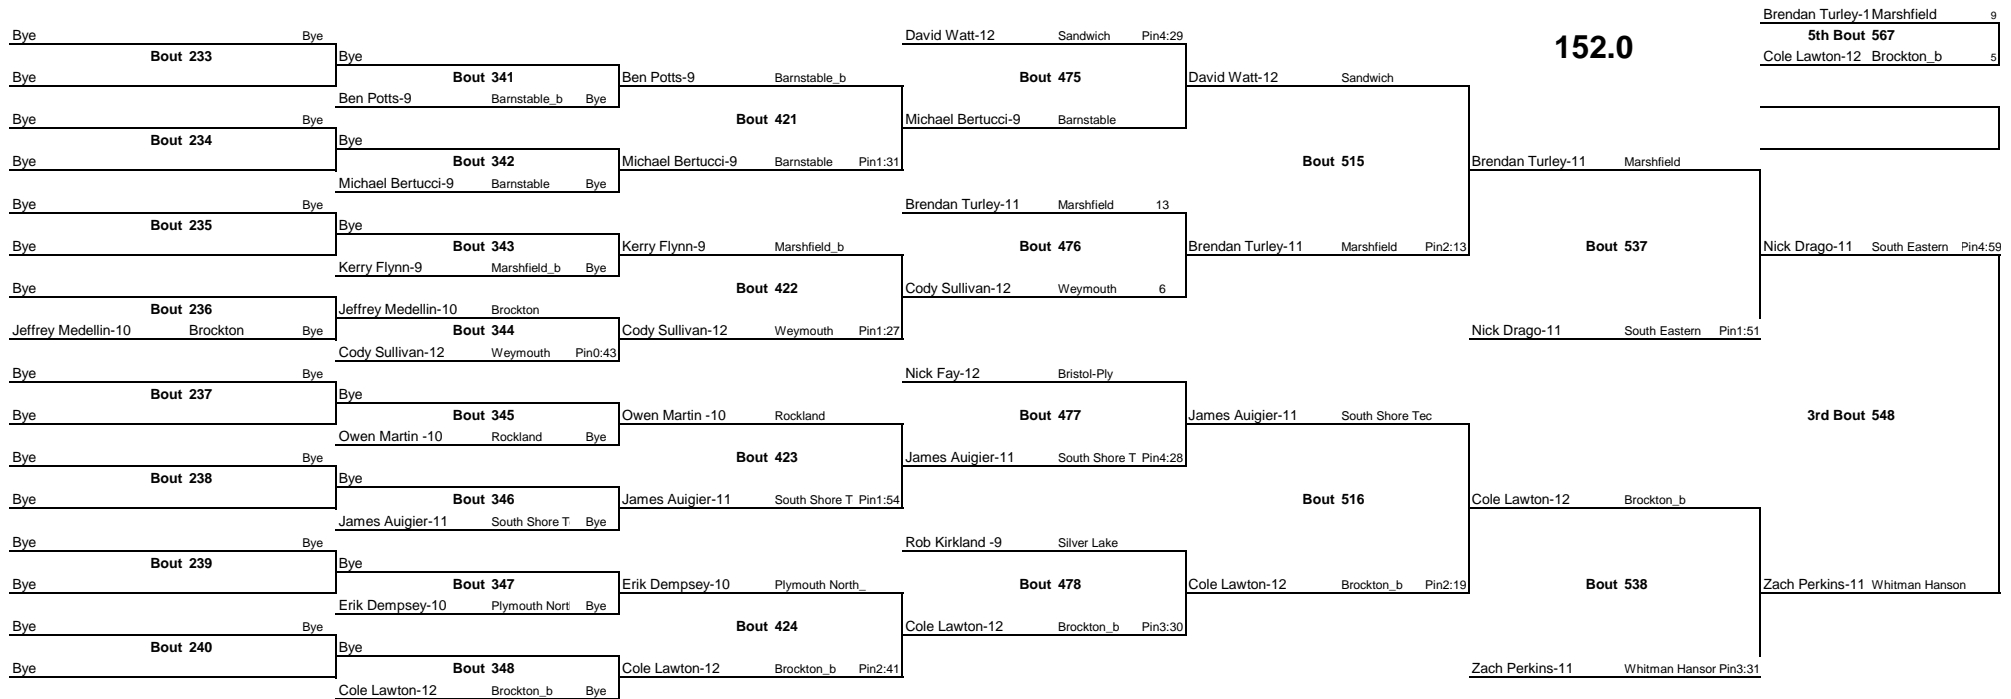 Brendan Turley-1 Marshfield 9
Bye Bye David Watt-12 Sandwich Pin4:29 152.0 5th Bout 567
Bout 233 Bye Cole Lawton-12 Brockton_b 5
Bye Bout 341 Ben Potts-9 Barnstable_b Bout 475 David Watt-12 Sandwich
Ben Potts-9 Barnstable_b Bye
Bye Bye Bout 421 Michael Bertucci-9 Barnstable
Bout 234 Bye
Bye Bout 342 Michael Bertucci-9 Barnstable Pin1:31 Bout 515 Brendan Turley-11 Marshfield
Michael Bertucci-9 Barnstable Bye
Bye Bye Brendan Turley-11 Marshfield 13
Bout 235 Bye
Bye Bout 343 Kerry Flynn-9 Marshfield_b Bout 476 Brendan Turley-11 Marshfield Pin2:13 Bout 537 Nick Drago-11 South Eastern Pin4:59
Kerry Flynn-9 Marshfield_b Bye
Bye Bout 422 Cody Sullivan-12 Weymouth 6
Bout 236 Jeffrey Medellin-10 Brockton
Jeffrey Medellin-10 Brockton Bye Bout 344 Cody Sullivan-12 Weymouth Pin1:27 Nick Drago-11 South Eastern Pin1:51
Cody Sullivan-12 Weymouth Pin0:43
Bye Bye Nick Fay-12 Bristol-Ply
Bout 237 Bye
Bye Bout 345 Owen Martin -10 Rockland Bout 477 James Auigier-11 South Shore Tec 3rd Bout 548
Owen Martin -10 Rockland Bye
Bye Bye Bout 423 James Auigier-11 South Shore T Pin4:28
Bout 238 Bye
Bye Bout 346 James Auigier-11 South Shore T Pin1:54 Bout 516 Cole Lawton-12 Brockton_b
James Auigier-11 South Shore T Bye
Bye Bye Rob Kirkland -9 Silver Lake
Bout 239 Bye
Bye Bout 347 Erik Dempsey-10 Plymouth North_ Bout 478 Cole Lawton-12 Brockton_b Pin2:19 Bout 538 Zach Perkins-11 Whitman Hanson
Erik Dempsey-10 Plymouth Nort Bye
Bye Bye Bout 424 Cole Lawton-12 Brockton_b Pin3:30
Bout 240 Bye
Bye Bout 348 Cole Lawton-12 Brockton_b Pin2:41 Zach Perkins-11 Whitman Hansor Pin3:31
Cole Lawton-12 Brockton_b Bye